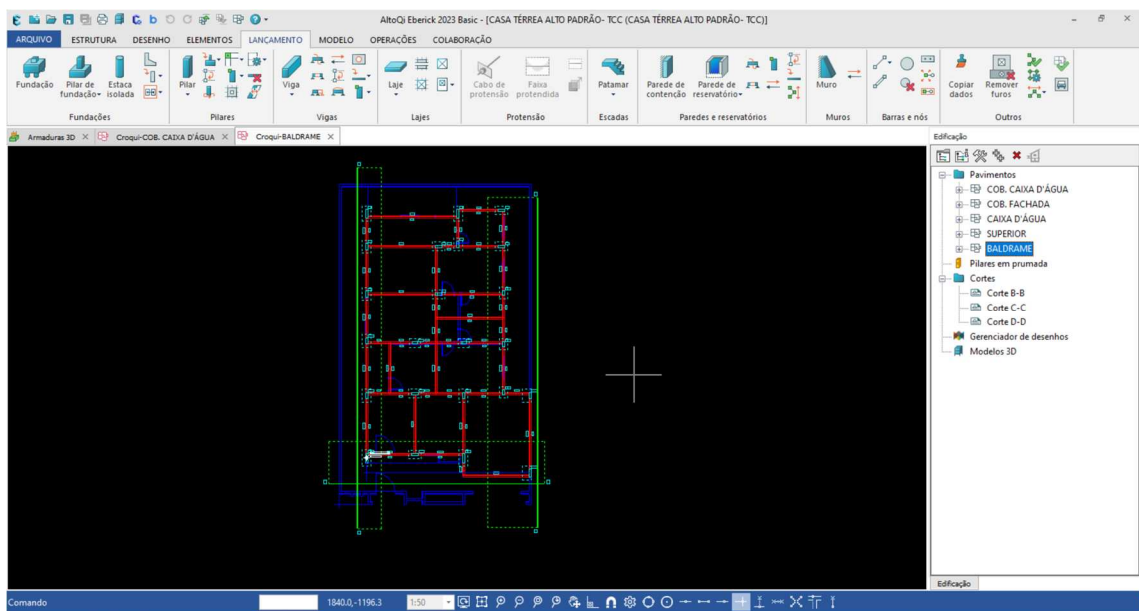 AltoQi Eberick 2023 Basic - [CASA TÉRREA ALTO PADRÃO- TCC (CASA TÉRREA ALTO PADRÃO- TCC)]
ARQUIVO ESTRUTURA DESENHO ELEMENTOS LANÇAMENTO MODELO OPERAÇÕES COLABORAÇÃO
Fundação Pilar de fundação Estaca isolada
Pilar
Viga
Laje
Cabo de protensão Faixa protendida
Patamar
Parede de contenção Parede de reservatório
Muro
Copiar dados Remover furos
Fundações Pilares Vigas Lajes Protensão Escadas Paredes e reservatórios Muros Barras e nós Outros
Armaduras 3D Croqui-COB. CAIXA D'ÁGUA Croqui-BALDRAME
Edificação
Pavimentos
COB. CAIXA D'ÁGUA
COB. FACHADA
CAIXA D'ÁGUA
SUPERIOR
BALDRAME
Pilares em prumada
Cortes
Corte B-B
Corte C-C
Corte D-D
Gerenciador de desenhos
Modelos 3D
Edificação
Comando 1840.0,-1196.3 1:50